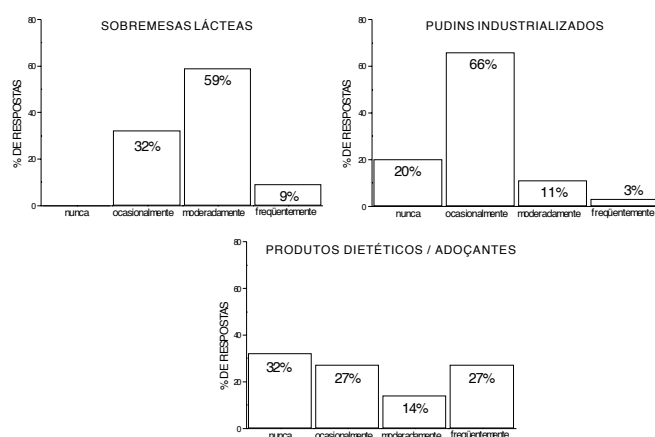 SOBREMESAS LÁCTEAS
% DE RESPOSTAS
80
60
40
20
0
32%
59%
9%
nunca ocasionalmente moderadamente freqüentemente
PUDINS INDUSTRIALIZADOS
% DE RESPOSTAS
80
60
40
20
0
20%
66%
11%
3%
nunca ocasionalmente moderadamente freqüentemente
PRODUTOS DIETÉTICOS / ADOÇANTES
% DE RESPOSTAS
80
60
40
20
0
32%
27%
14%
27%
nunca ocasionalmente moderadamente freqüentemente